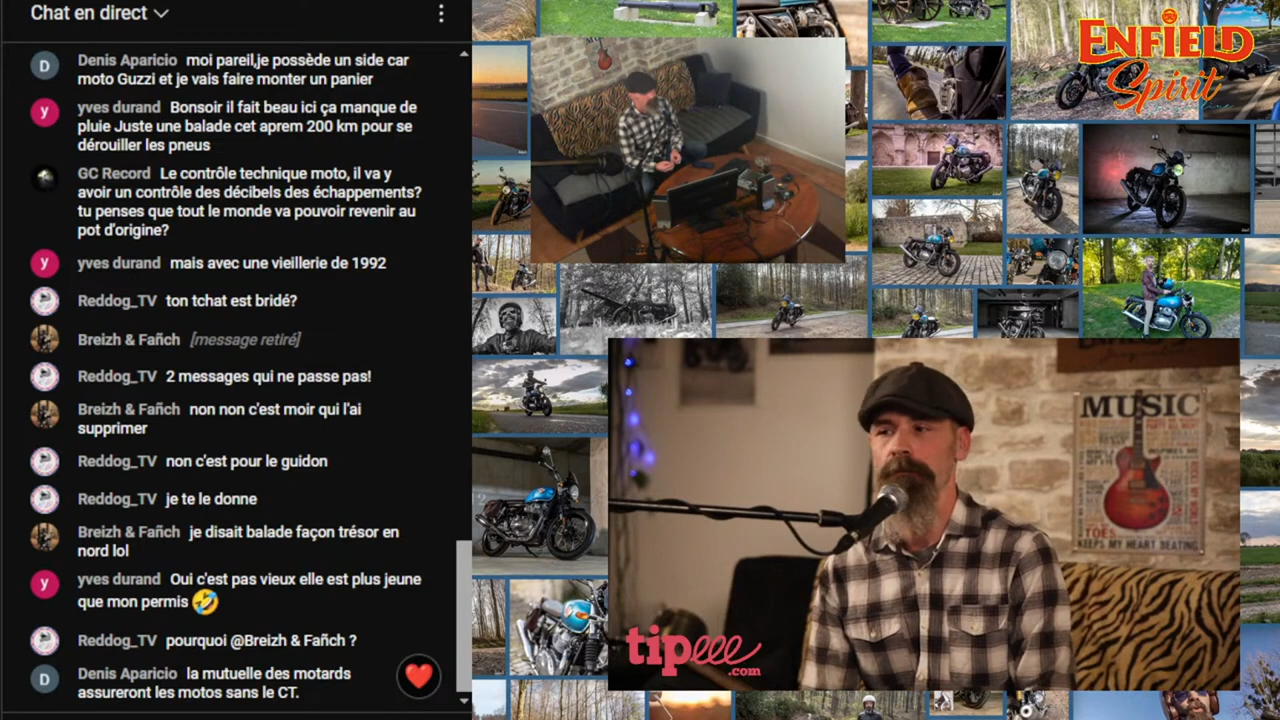 Chat en direct
D Denis Aparicio moi pareil,je possède un side car
moto Guzzi et je vais faire monter un panier
y yves durand Bonsoir il fait beau ici ça manque de
pluie Juste une balade cet aprem 200 km pour se
dérouiller les pneus
GC Record Le contrôle technique moto, il va y
avoir un contrôle des décibels des échappements?
tu penses que tout le monde va pouvoir revenir au
pot d'origine?
y yves durand mais avec une vieillerie de 1992
Reddog_TV ton tchat est bridé?
Breizh & Fañch [message retiré]
Reddog_TV 2 messages qui ne passe pas!
Breizh & Fañch non non c'est moir qui l'ai
supprimer
Reddog_TV non c'est pour le guidon
Reddog_TV je te le donne
Breizh & Fañch je disait balade façon trésor en
nord lol
y yves durand Oui c'est pas vieux elle est plus jeune
que mon permis 🤣
Reddog_TV pourquoi @Breizh & Fañch ?
D Denis Aparicio la mutuelle des motards
assureront les motos sans le CT.
ENFIELD
Spirit
MUSIC
TOES
KEEPS MY HEART BEATING
tipeee
.com